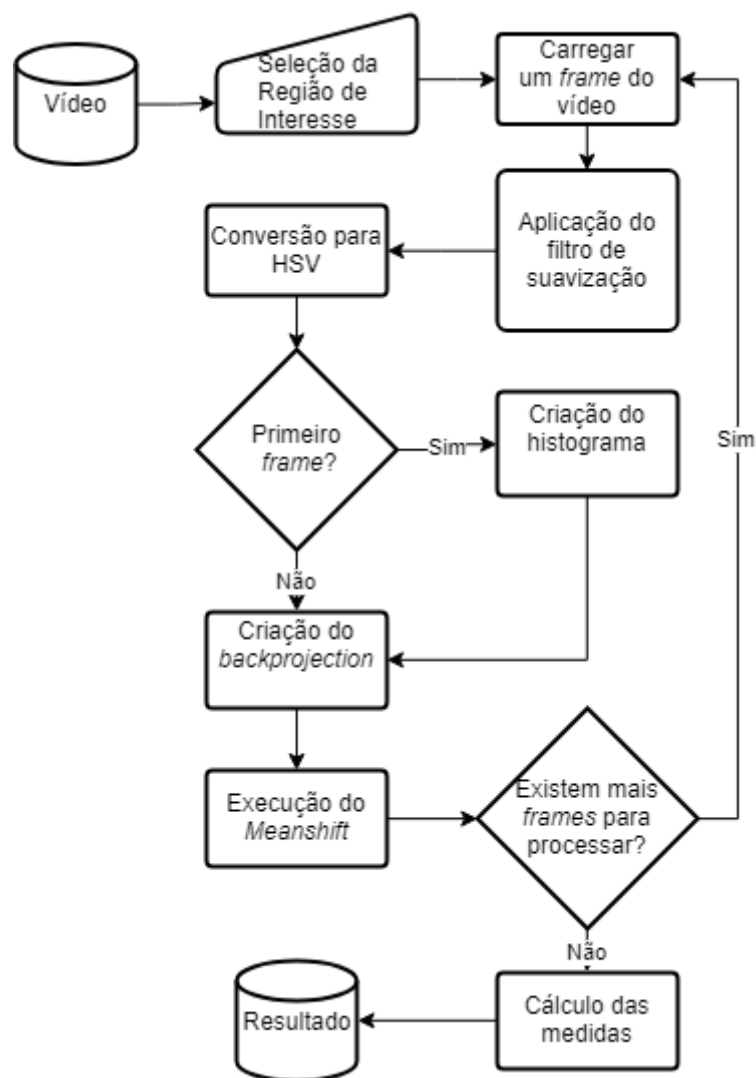 Vídeo
Seleção da
Região de
Interesse
Carregar
um frame do
vídeo
Aplicação do
filtro de
suavização
Conversão para
HSV
Primeiro
frame?
Sim
Criação do
histograma
Sim
Não
Criação do
backprojection
Execução do
Meanshift
Existem mais
frames para
processar?
Não
Cálculo das
medidas
Resultado